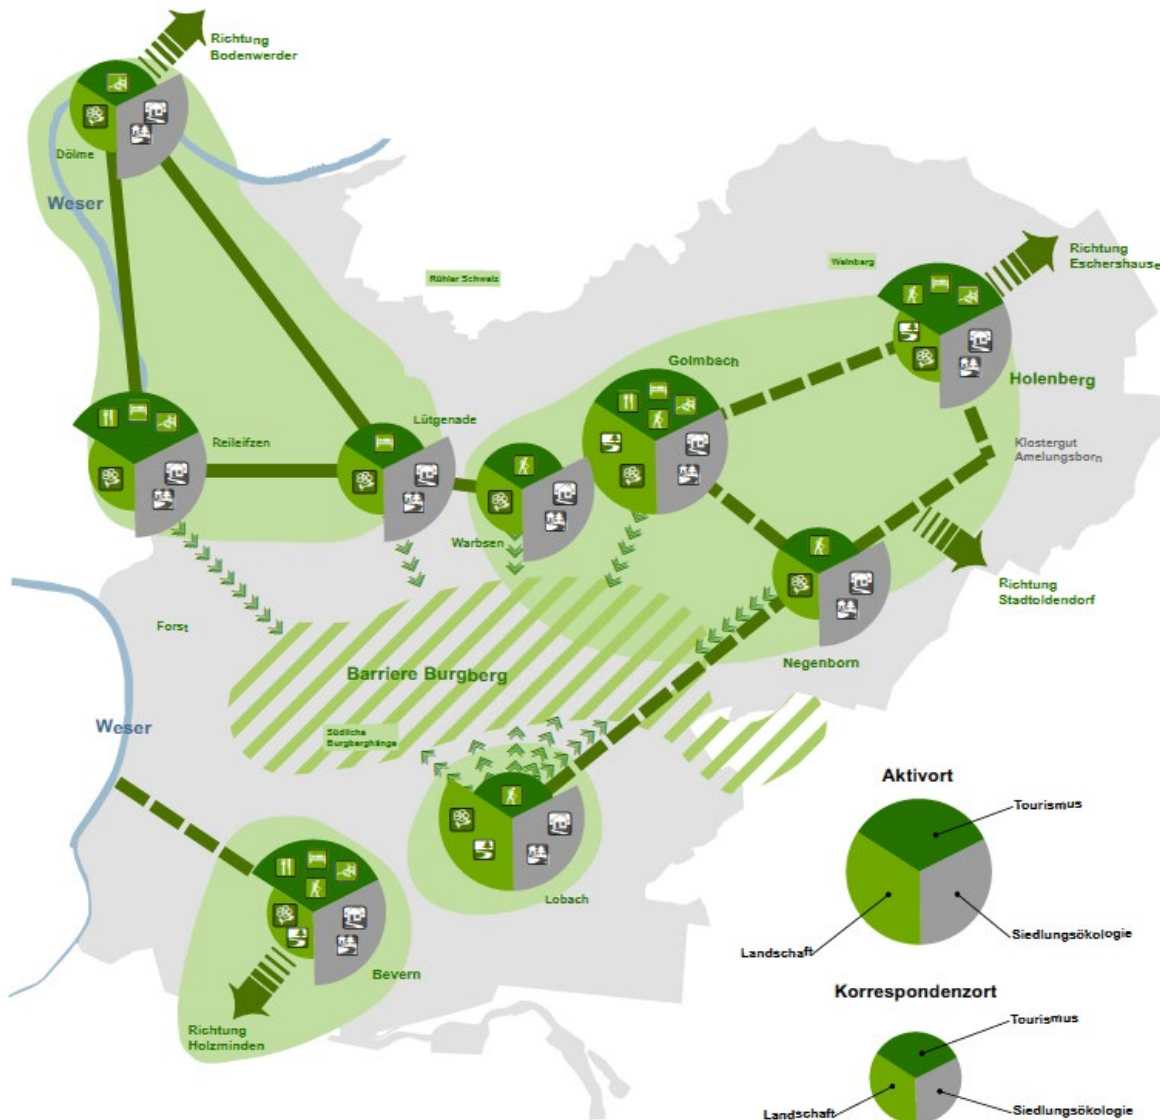 Richtung
Bodenwerder
Dölme
Weser
Rühler Schweiz
Weinberg
Richtung
Eschershause
Golmbach
Holenberg
Lütgenade
Reileifzen
Klostergut
Amelungsborn
Warbsen
Richtung
Stadtoldendorf
Forst
Negenborn
Barriere Burgberg
Weser
Südliche
Burgberghänge
Aktivort
Tourismus
Landschaft
Siedlungsökologie
Lobach
Bevern
Richtung
Holzminden
Korrespondenzort
Tourismus
Landschaft
Siedlungsökologie